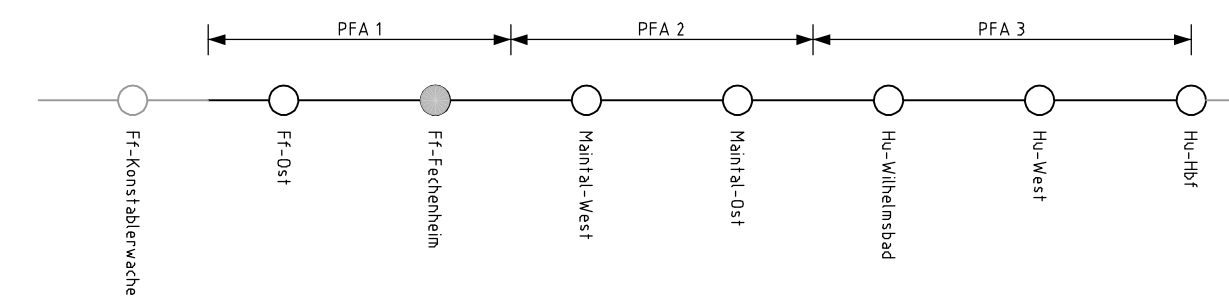 PFA 1
PFA 2
PFA 3
Ff-Konstablerwache
Ff-Ost
Ff-Fechenheim
Maintal-West
Maintal-Ost
Hu-Wilhelmsbad
Hu-West
Hu-Hbf